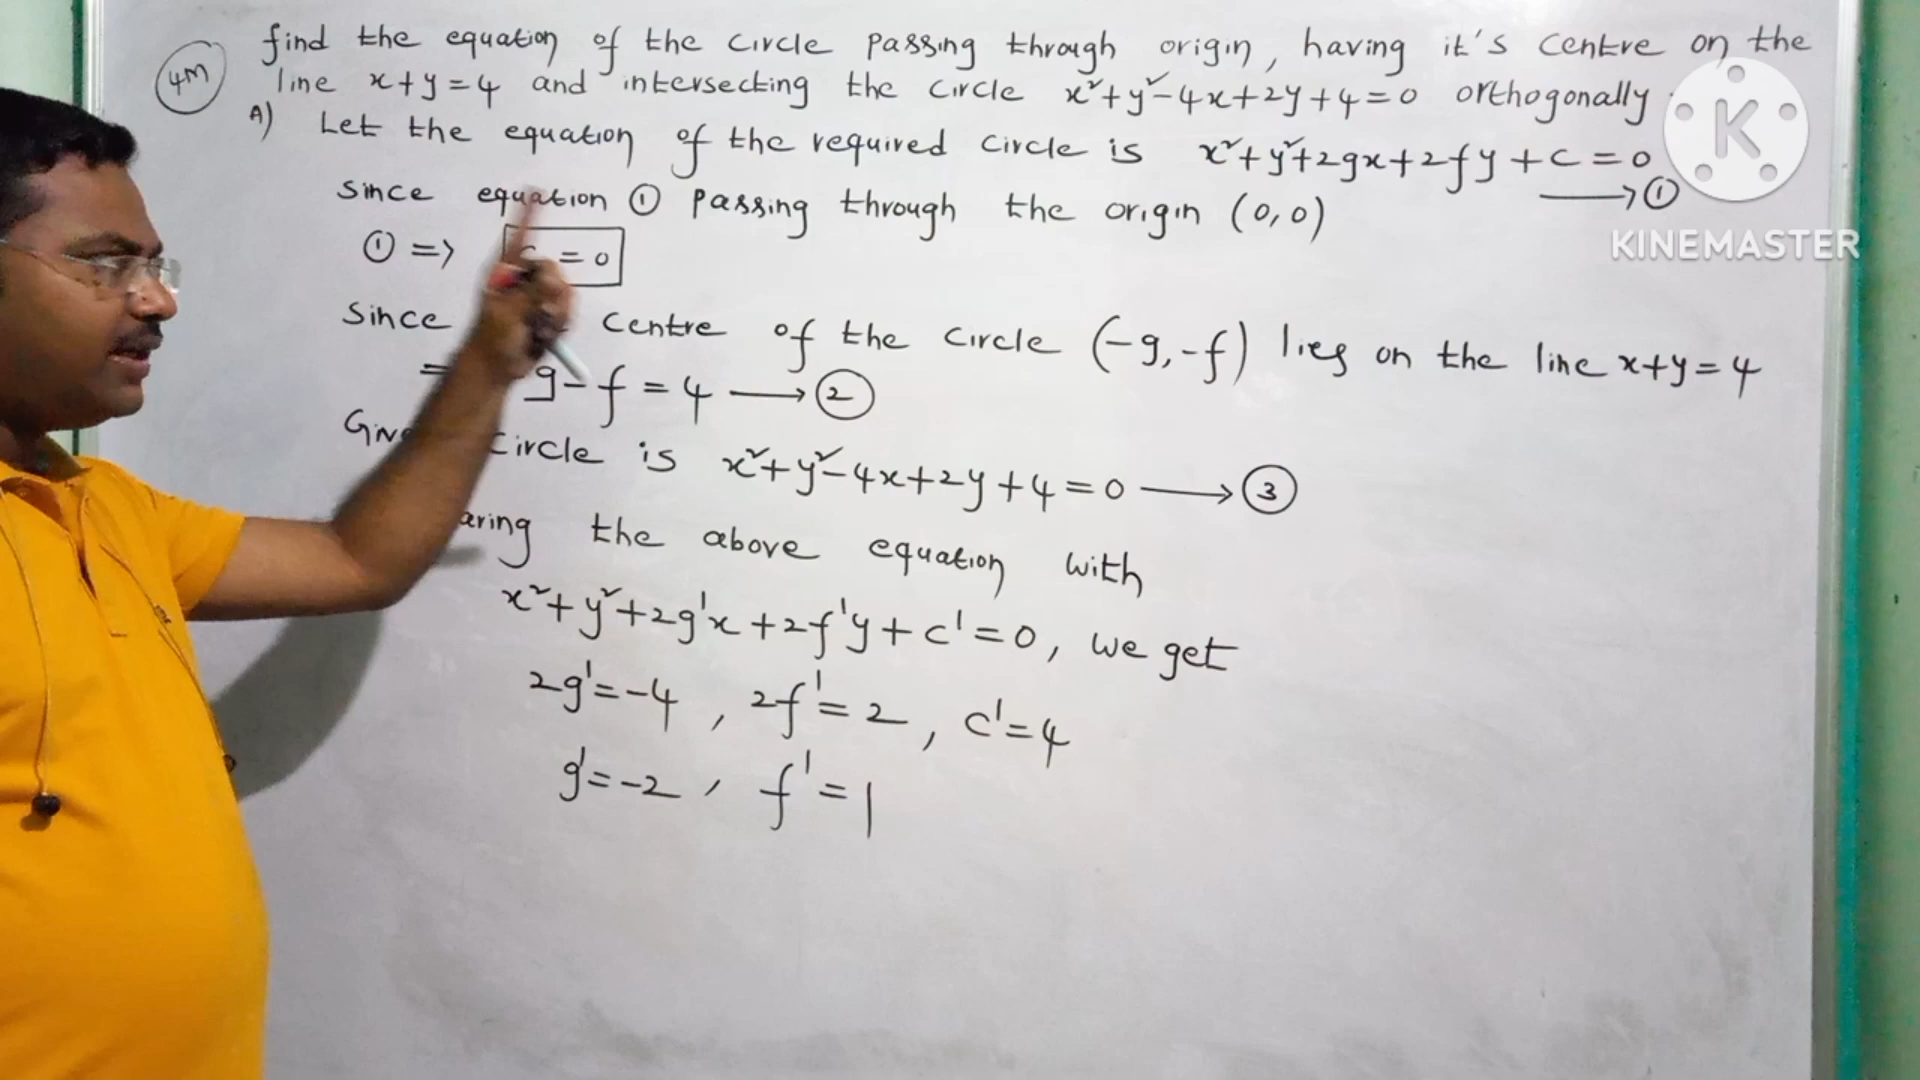 4M
find the equation of the circle passing through origin, having it's centre on the
line x+y=4 and intersecting the circle x²+y²-4x+2y+4=0 orthogonally.
A) Let the equation of the required circle is x²+y²+2gx+2fy+c=0 → ①
since equation ① passing through the origin (0,0)
① ⇒ = 0
since centre of the circle (-g,-f) lies on the line x+y=4
g-f=4 → ②
circle is x²+y²-4x+2y+4=0 → ③
the above equation with
x²+y²+2g'x+2f'y+c'=0, we get
2g'=-4, 2f'=2, c'=4
g'=-2, f'=1
K
KINEMASTER